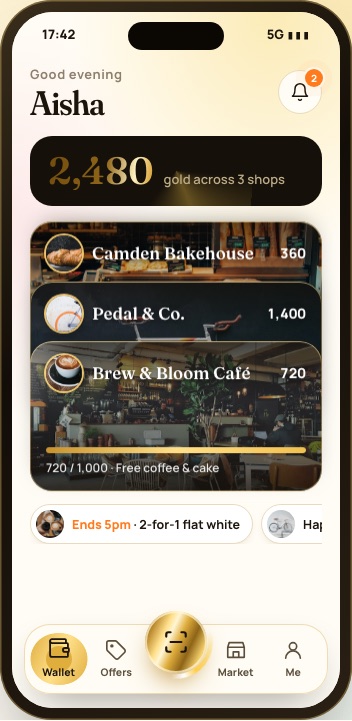 17:42
5G
Good evening
Aisha
2
2,480 gold across 3 shops
Camden Bakehouse 360
Pedal & Co. 1,400
Brew & Bloom Café 720
720 / 1,000 · Free coffee & cake
Ends 5pm · 2-for-1 flat white
Hap
Wallet Offers Market Me